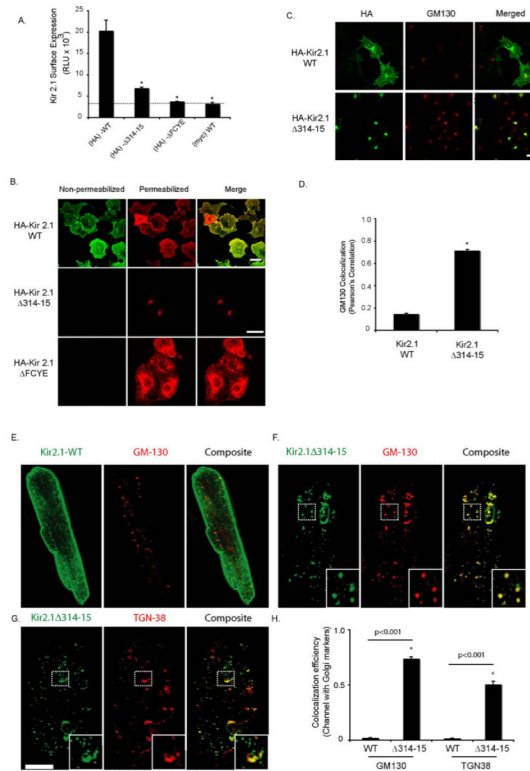 A.
Kir 2.1 Surface Expression
(RLU x 10³)
30
25
20
15
10
5
0
(HA) -WT
(HA) -Δ314-15
(HA) -ΔFCYE
(myc) WT
*
*
*
B.
Non-permeabilized
Permeabilized
Merge
HA-Kir 2.1
WT
HA-Kir 2.1
Δ314-15
HA-Kir 2.1
ΔFCYE
C.
HA
GM130
Merged
HA-Kir2.1
WT
HA-Kir2.1
Δ314-15
D.
GM130 Colocalization
(Pearson's Correlation)
1.0
0.8
0.6
0.4
0.2
0
*
Kir2.1
WT
Kir2.1
Δ314-15
E.
Kir2.1-WT
GM-130
Composite
F.
Kir2.1Δ314-15
GM-130
Composite
G.
Kir2.1Δ314-15
TGN-38
Composite
H.
Colocalization efficiency
(Channel with Golgi markers)
1.0
0.5
0.0
p<0.001
*
p<0.001
*
WT
Δ314-15
WT
Δ314-15
GM130
TGN38